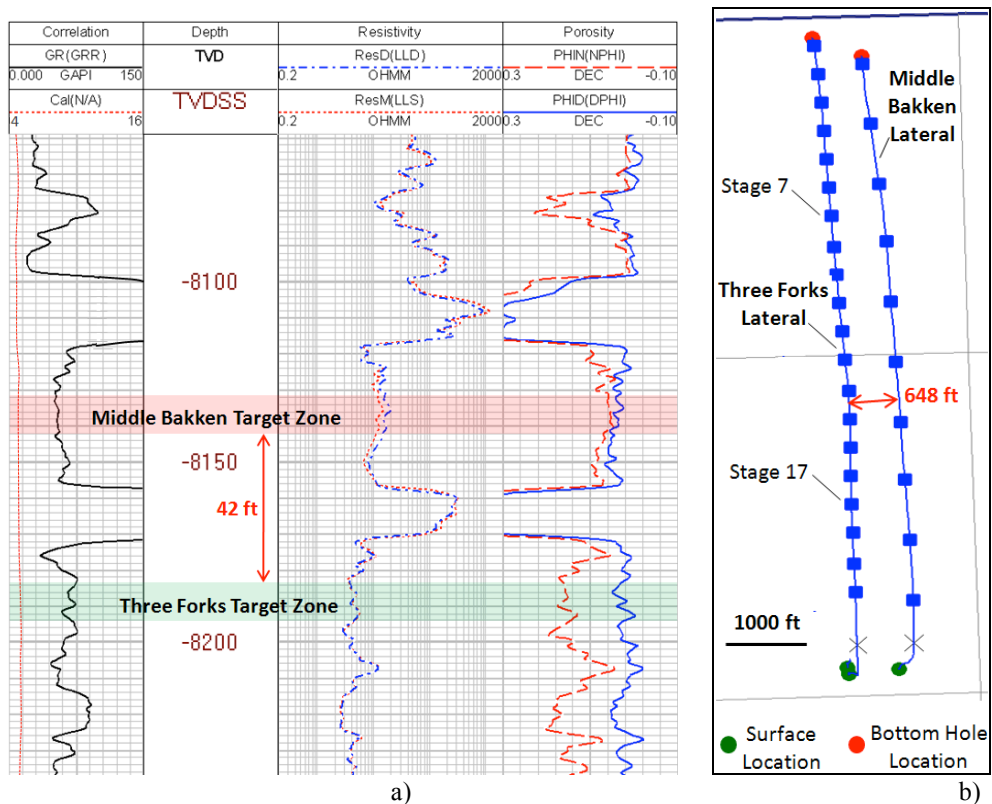 Correlation Depth Resistivity Porosity
GR(GRR) TVD ResD(LLD) PHIN(NPHI)
0.000 GAPI 150 0.2 OHMM 2000 0.3 DEC -0.10
Cal(N/A) TVDSS ResM(LLS) PHID(DPHI)
4 16 0.2 OHMM 2000 0.3 DEC -0.10
-8100
Middle Bakken Target Zone
-8150
42 ft
Three Forks Target Zone
-8200
a)
Middle
Bakken
Lateral
Stage 7
Three Forks
Lateral
648 ft
Stage 17
1000 ft
Surface
Location
Bottom Hole
Location
b)